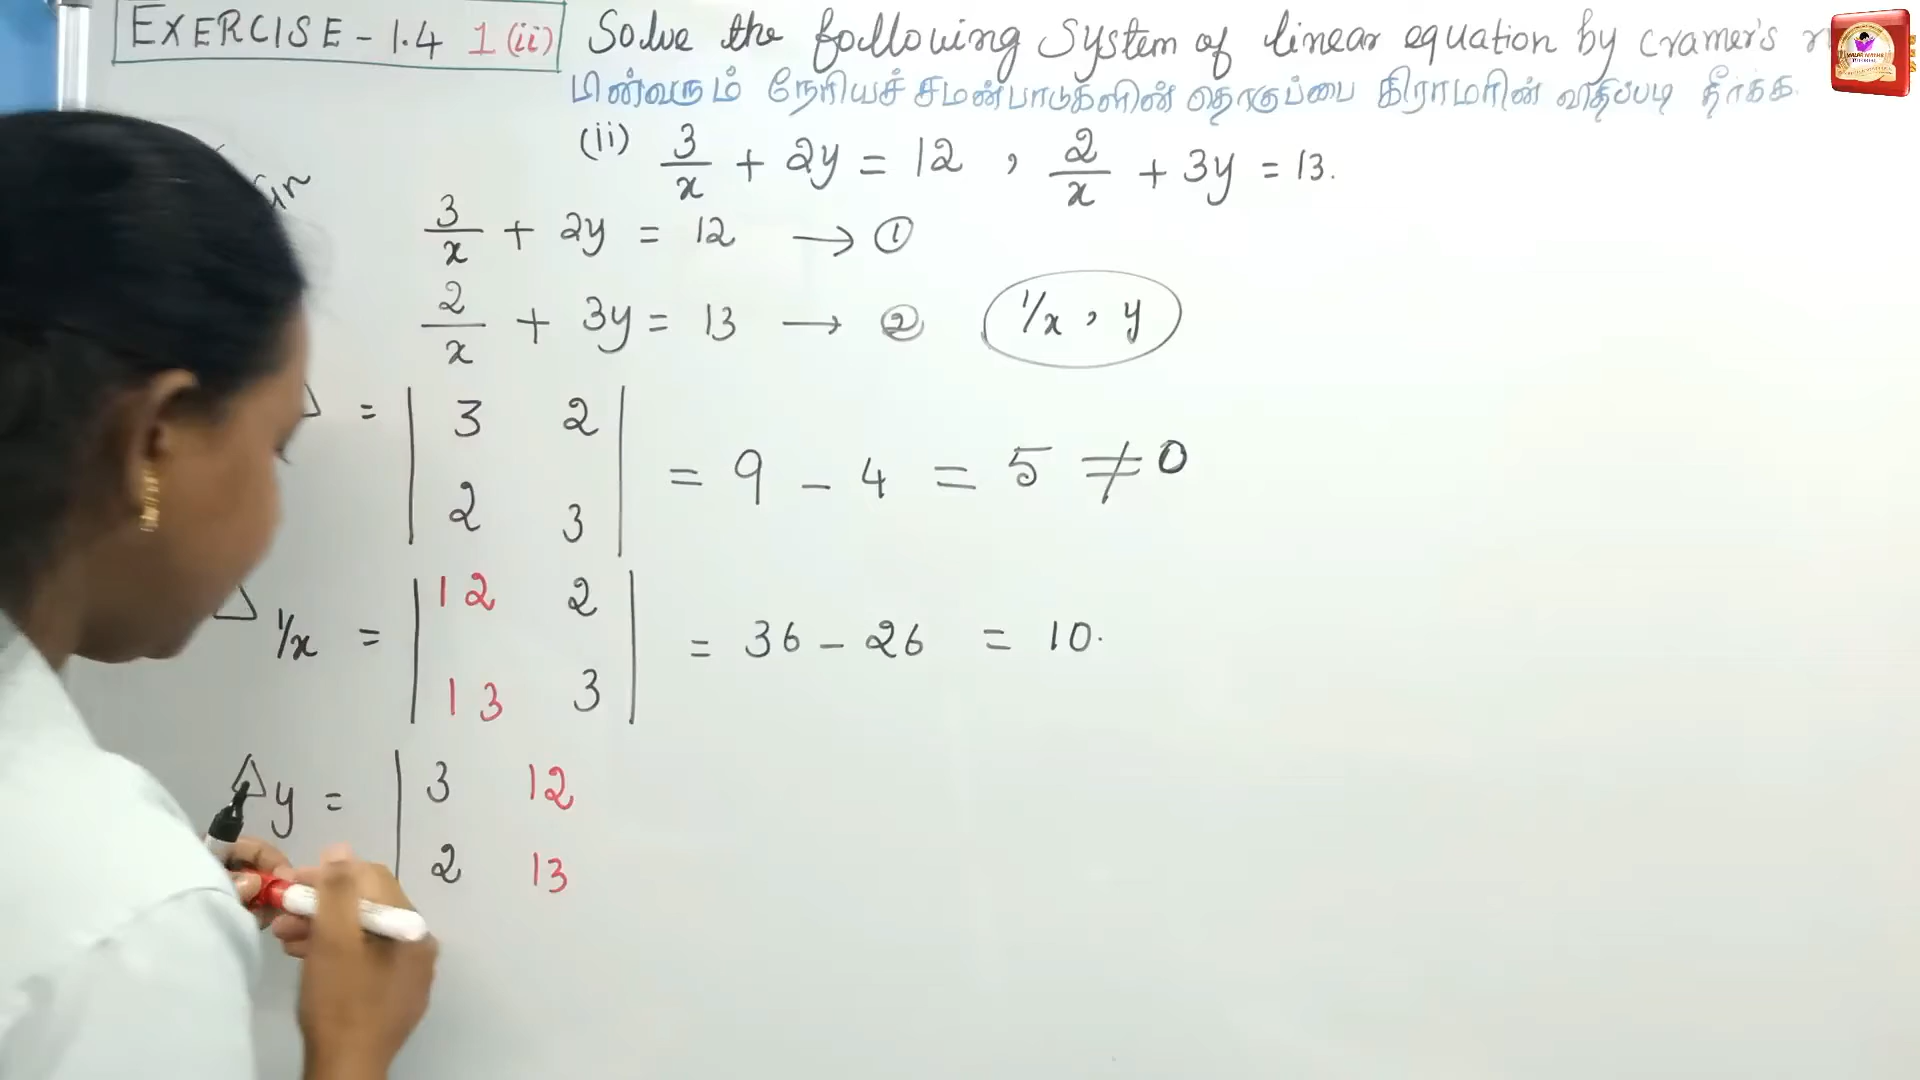 EXERCISE - 1.4 1 (ii) Solve the following System of linear equation by cramer's
பின்வரும் நேரியச் சமன்பாடுகளின் தொகுப்பை கிராமரின் விதிப்படி தீர்க்க.
(ii) 3/x + 2y = 12 , 2/x + 3y = 13.
3/x + 2y = 12 → ①
2/x + 3y = 13 → ② 1/x , y
= | 3 2 |
| 2 3 | = 9 - 4 = 5 ≠ 0
Δ 1/x = | 12 2 |
| 13 3 | = 36 - 26 = 10.
Δy = | 3 12
| 2 13